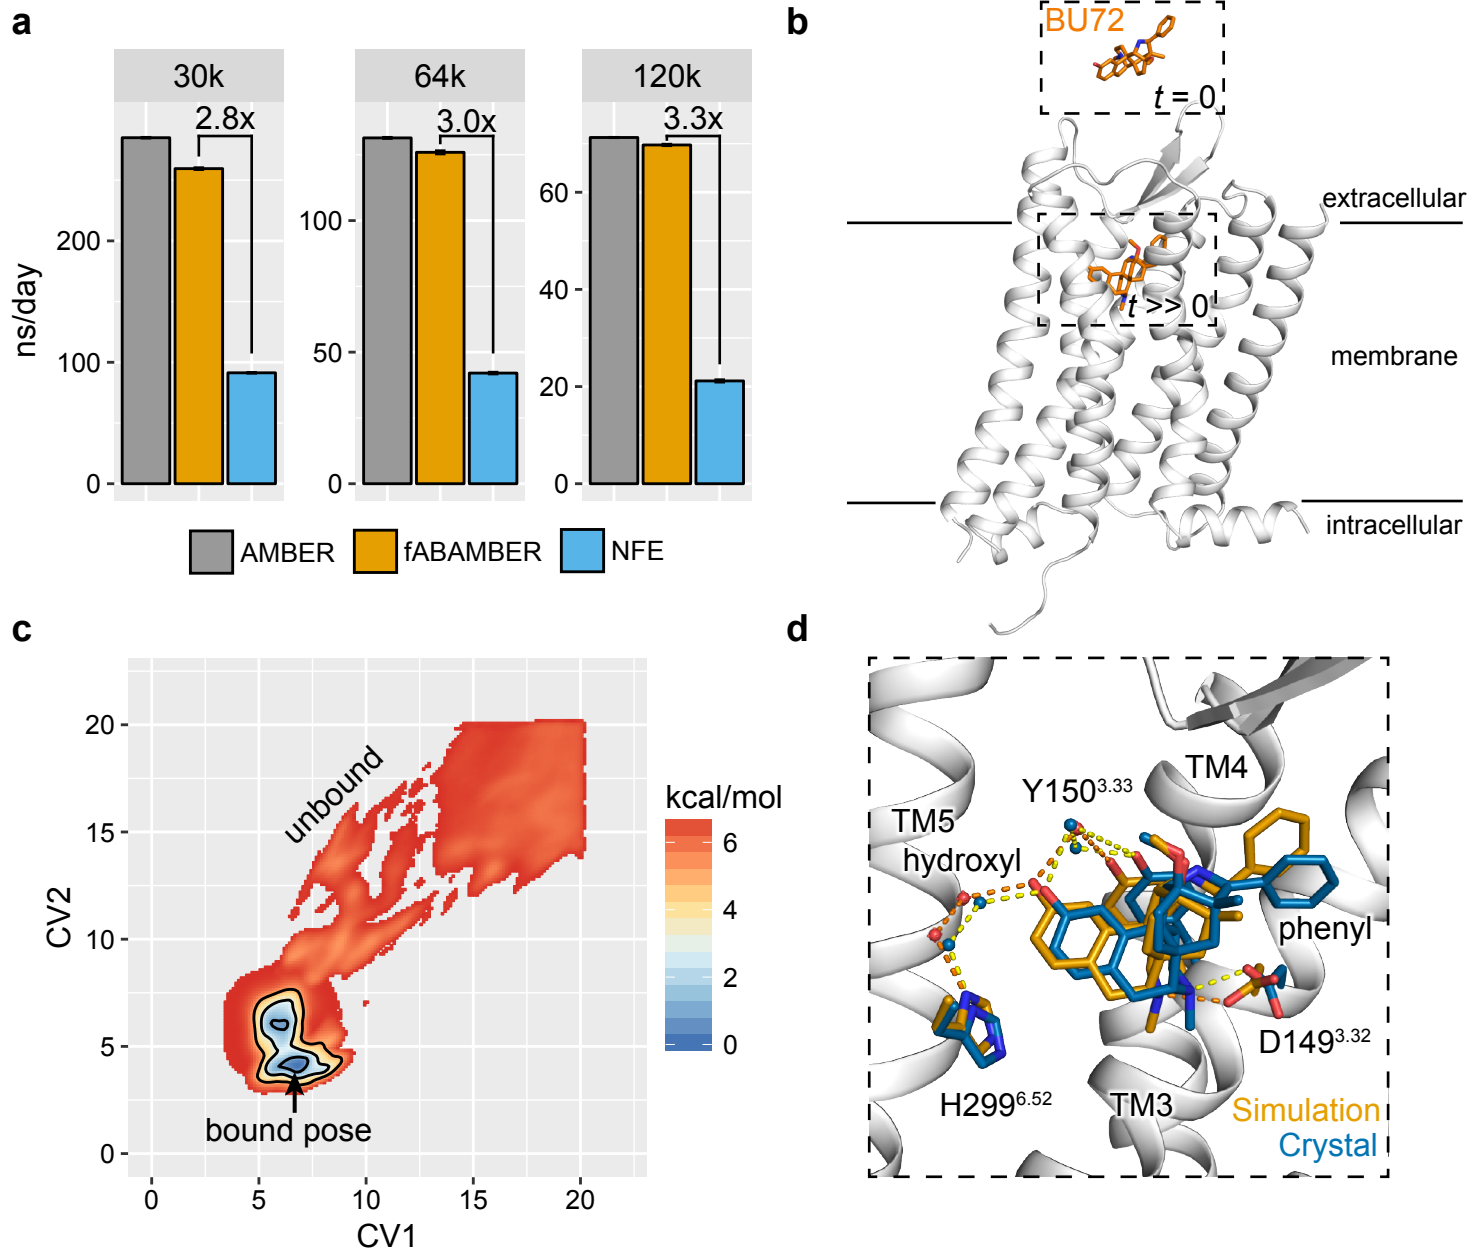 a
30k
64k
120k
2.8x
3.0x
3.3x
ns/day
200
100
0
100
50
0
60
40
20
0
AMBER
fABAMBER
NFE
b
BU72
t = 0
extracellular
t >> 0
membrane
intracellular
c
20
15
10
5
0
CV2
unbound
bound pose
0
5
10
15
20
CV1
kcal/mol
6
4
2
0
d
TM4
Y150^3.33
TM5
hydroxyl
phenyl
D149^3.32
H299^6.52
TM3
Simulation
Crystal